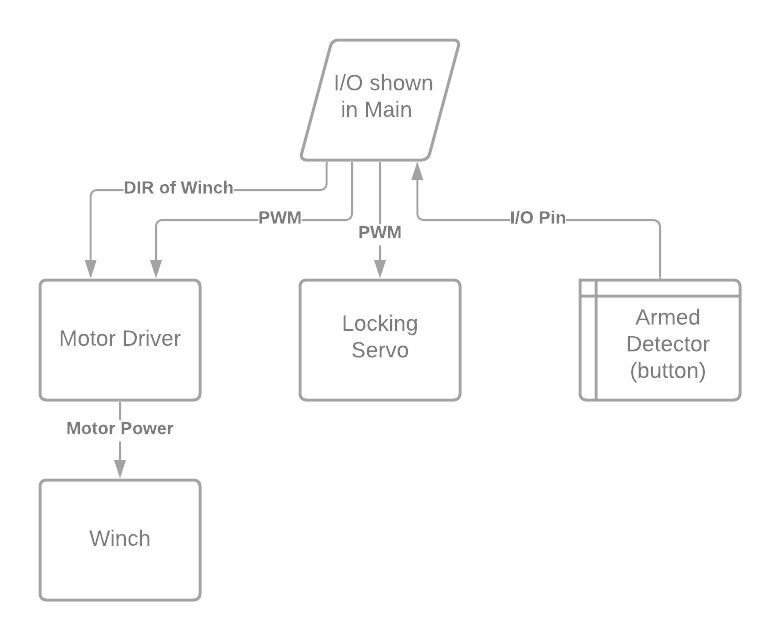 I/O shown
in Main
DIR of Winch
PWM
PWM
I/O Pin
Motor Driver
Locking
Servo
Armed
Detector
(button)
Motor Power
Winch